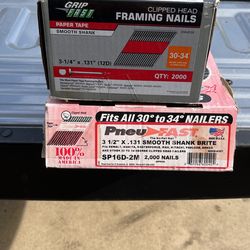 GRIP
FAST
CLIPPED HEAD
FRAMING NAILS
PAPER TAPE
SMOOTH SHANK
30-34°
3-1/4" x .131" (12D)
QTY: 2000
Fits All 30° to 34° NAILERS
Pneu-FAST
3 1/2" X .131 SMOOTH SHANK BRITE
SP16D-2M 2,000 NAILS
100%
MADE IN
AMERICA